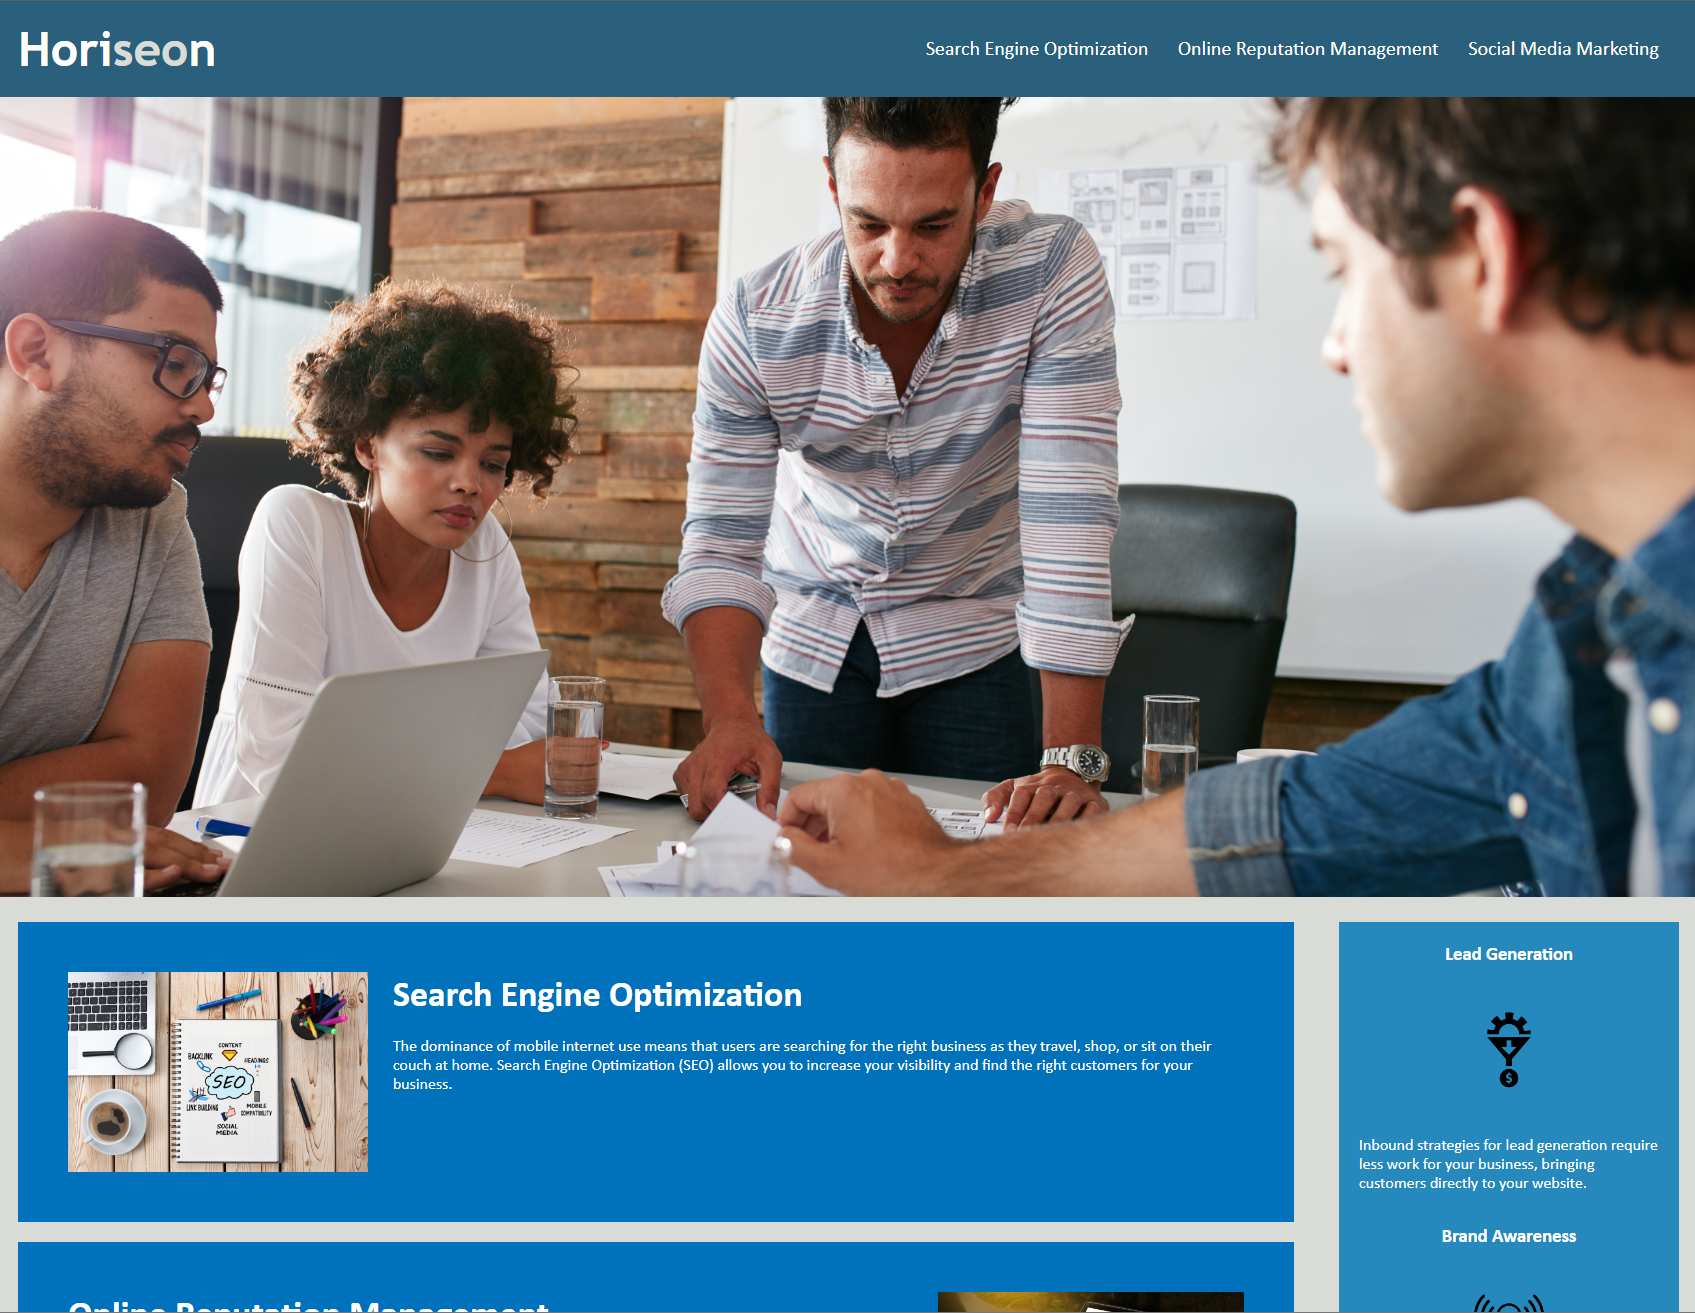 Horiseon
Search Engine Optimization
Online Reputation Management
Social Media Marketing
Search Engine Optimization
The dominance of mobile internet use means that users are searching for the right business as they travel, shop, or sit on their
couch at home. Search Engine Optimization (SEO) allows you to increase your visibility and find the right customers for your
business.
CONTENT
BACKLINK
HEADINGS
SEO
LINK BUILDING
MOBILE
COMPATIBILITY
SOCIAL
MEDIA
Online Reputation Management
Lead Generation
$
Inbound strategies for lead generation require
less work for your business, bringing
customers directly to your website.
Brand Awareness